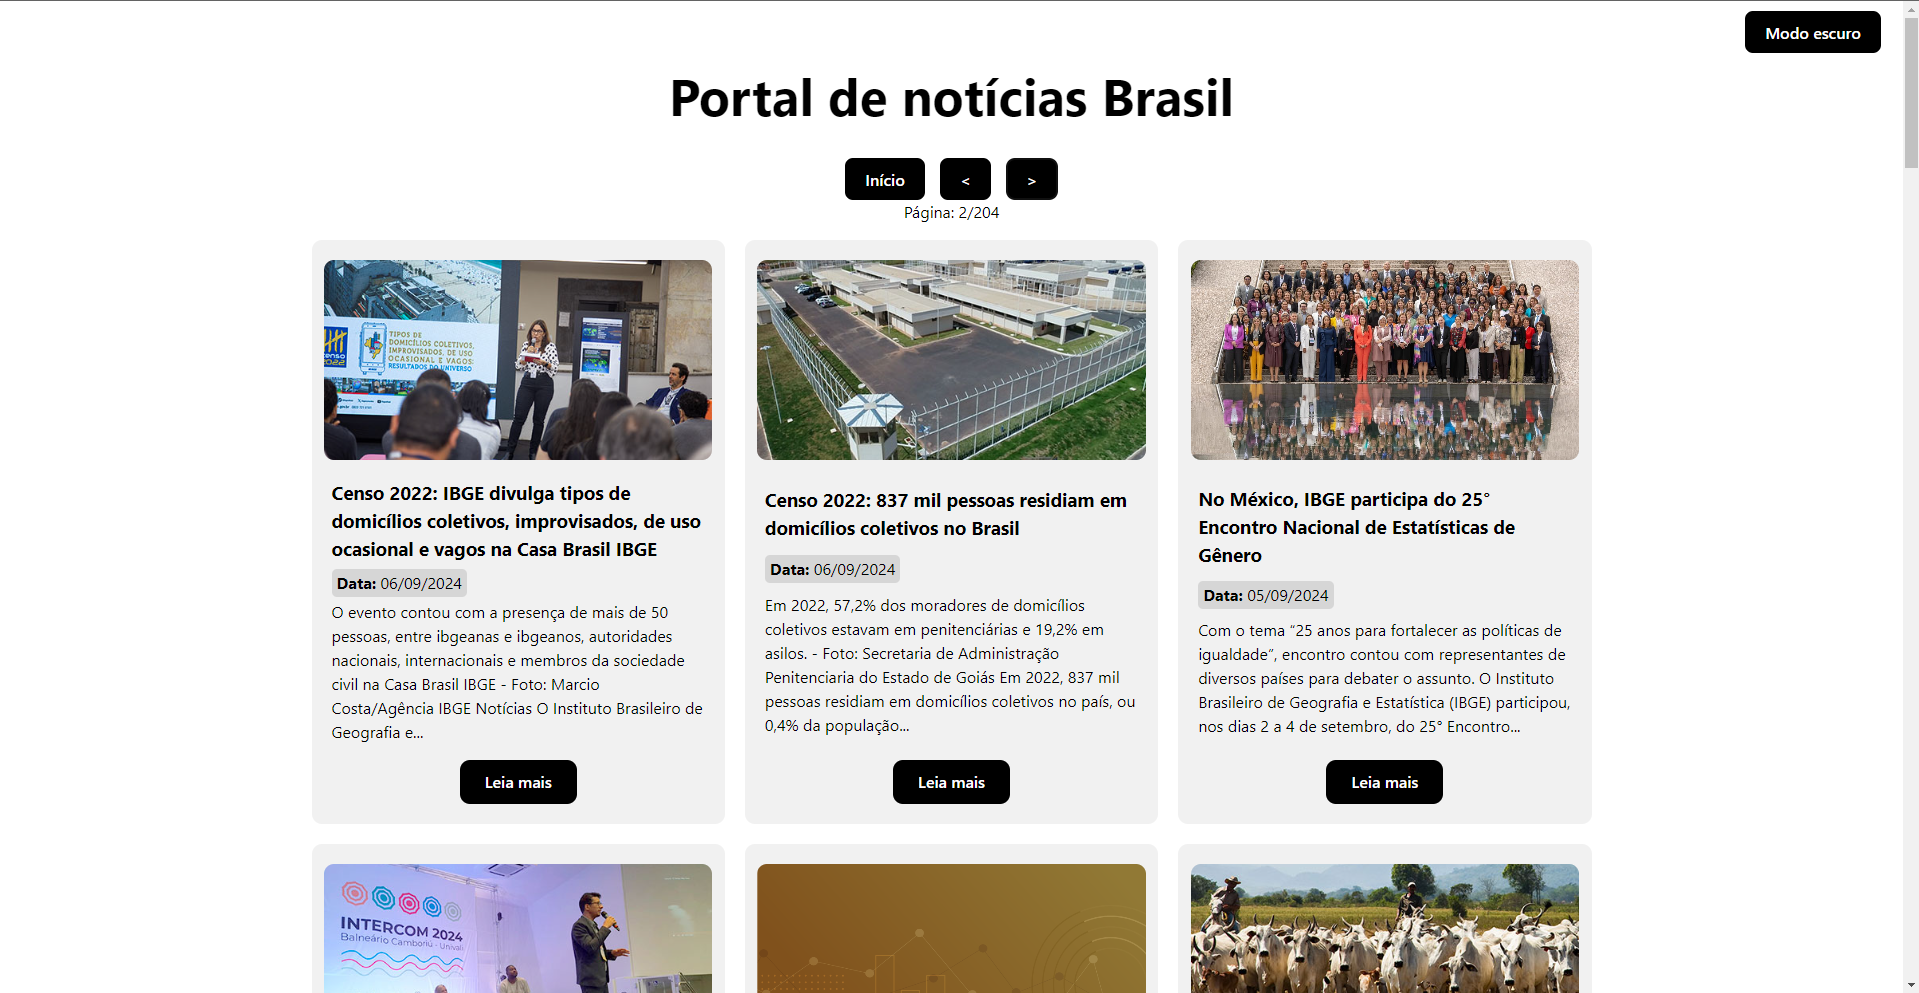 Modo escuro
Portal de notícias Brasil
Início
<
>
Página: 2/204
censo
2022
TIPOS DE
DOMICÍLIOS COLETIVOS,
IMPROVISADOS, DE USO
OCASIONAL E VAGOS:
RESULTADOS DO UNIVERSO
Censo 2022: IBGE divulga tipos de
domicílios coletivos, improvisados, de uso
ocasional e vagos na Casa Brasil IBGE
Data: 06/09/2024
O evento contou com a presença de mais de 50
pessoas, entre ibgeanas e ibgeanos, autoridades
nacionais, internacionais e membros da sociedade
civil na Casa Brasil IBGE - Foto: Marcio
Costa/Agência IBGE Notícias O Instituto Brasileiro de
Geografia e...
Leia mais
Censo 2022: 837 mil pessoas residiam em
domicílios coletivos no Brasil
Data: 06/09/2024
Em 2022, 57,2% dos moradores de domicílios
coletivos estavam em penitenciárias e 19,2% em
asilos. - Foto: Secretaria de Administração
Penitenciaria do Estado de Goiás Em 2022, 837 mil
pessoas residiam em domicílios coletivos no país, ou
0,4% da população...
Leia mais
No México, IBGE participa do 25°
Encontro Nacional de Estatísticas de
Gênero
Data: 05/09/2024
Com o tema “25 anos para fortalecer as políticas de
igualdade”, encontro contou com representantes de
diversos países para debater o assunto. O Instituto
Brasileiro de Geografia e Estatística (IBGE) participou,
nos dias 2 a 4 de setembro, do 25° Encontro...
Leia mais
INTERCOM 2024
Balneário Camboriú - Univali